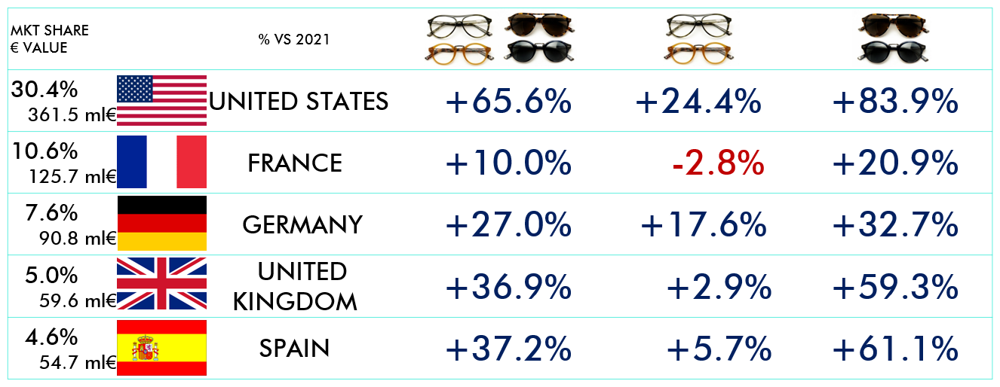 MKT SHARE
€ VALUE
% VS 2021
30.4%
361.5 ml€
UNITED STATES
+65.6%
+24.4%
+83.9%
10.6%
125.7 ml€
FRANCE
+10.0%
-2.8%
+20.9%
7.6%
90.8 ml€
GERMANY
+27.0%
+17.6%
+32.7%
5.0%
59.6 ml€
UNITED
KINGDOM
+36.9%
+2.9%
+59.3%
4.6%
54.7 ml€
SPAIN
+37.2%
+5.7%
+61.1%